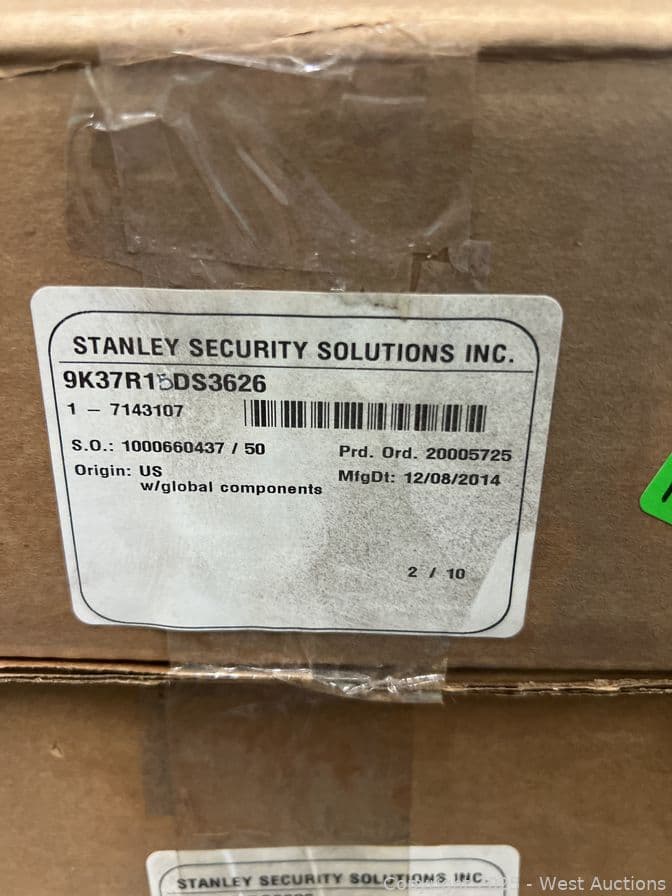 STANLEY SECURITY SOLUTIONS INC.
9K37R15DS3626
1 - 7143107
S.O.: 1000660437 / 50
Prd. Ord. 20005725
Origin: US
MfgDt: 12/08/2014
w/global components
2 / 10
STANLEY SECURITY SOLUTIONS INC.
- West Auctions